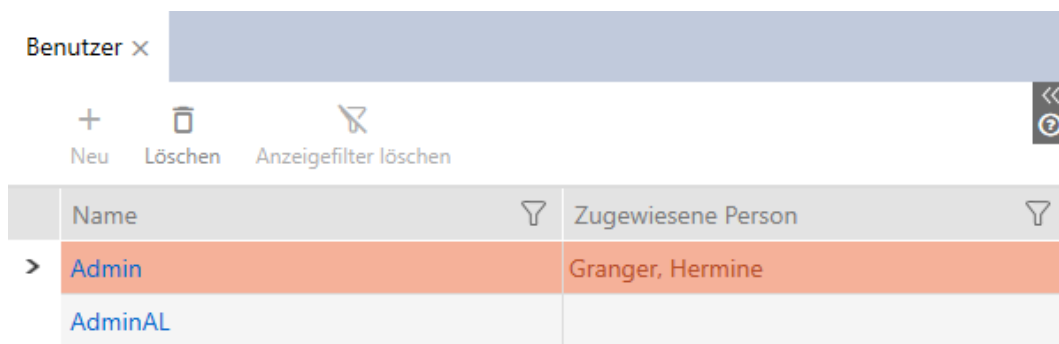 Benutzer
Neu Löschen Anzeigefilter löschen
Name Zugewiesene Person
Admin Granger, Hermine
AdminAL